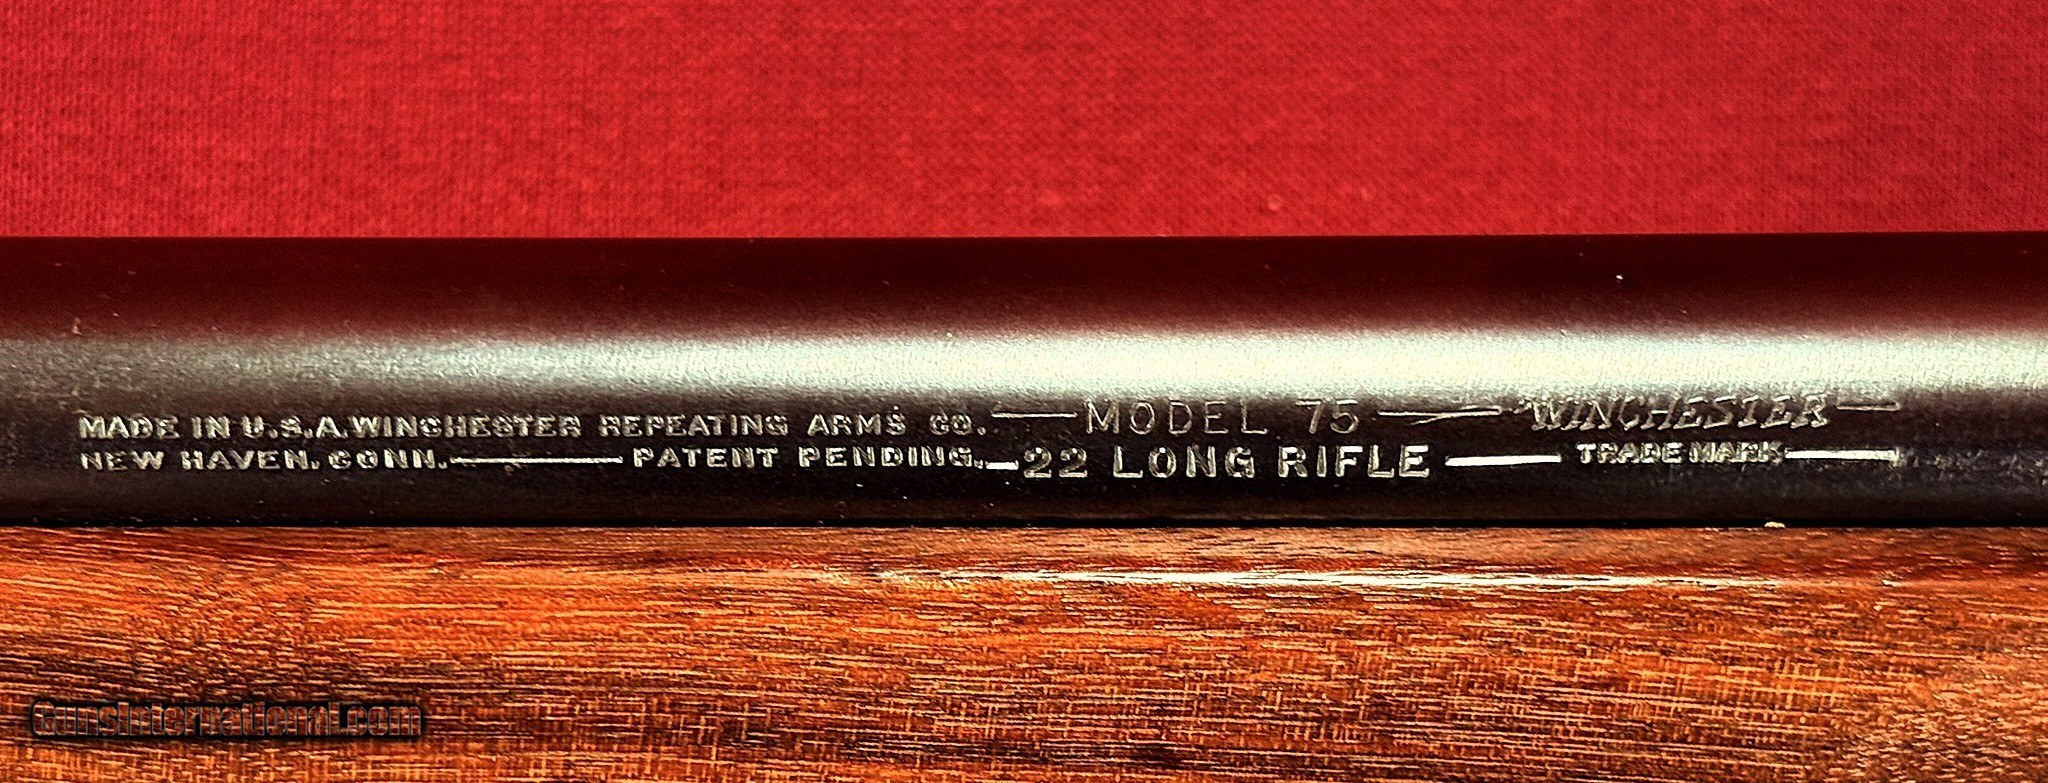 MADE IN U.S.A. WINCHESTER REPEATING ARMS CO. — MODEL 75 — WINCHESTER —
NEW HAVEN. CONN. — PATENT PENDING. — 22 LONG RIFLE — TRADE MARK —
GunsInternational.com